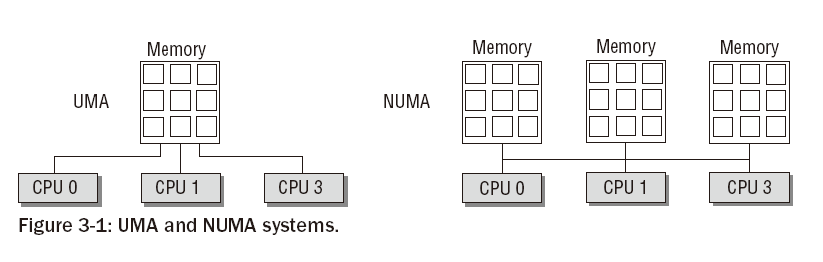 Memory
UMA
CPU 0 CPU 1 CPU 3
Memory Memory Memory
NUMA
CPU 0 CPU 1 CPU 3
Figure 3-1: UMA and NUMA systems.